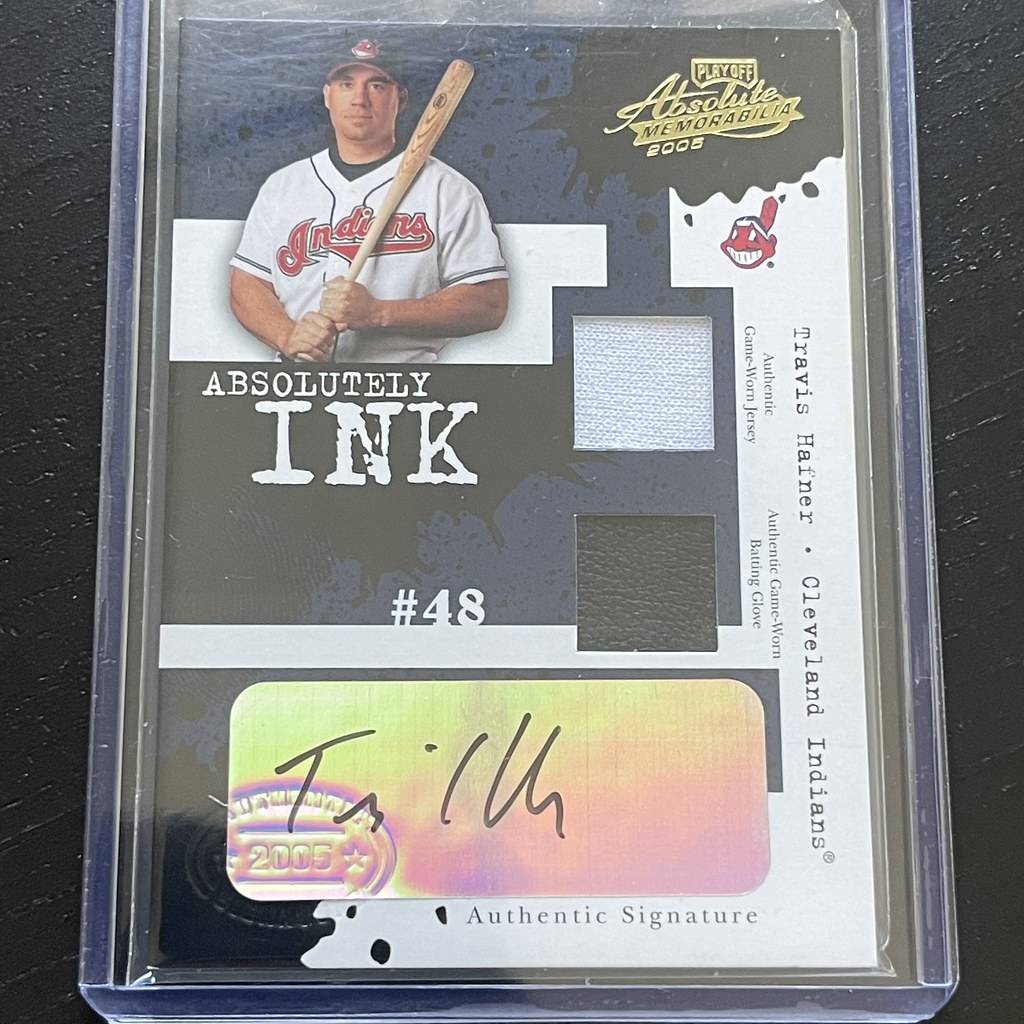 PLAYOFF
Absolute
MEMORABILIA
2005
Indians
ABSOLUTELY
INK
#48
Authentic
Game-Worn Jersey
Authentic Game-Worn
Batting Glove
Travis Hafner • Cleveland Indians®
2005
Authentic Signature